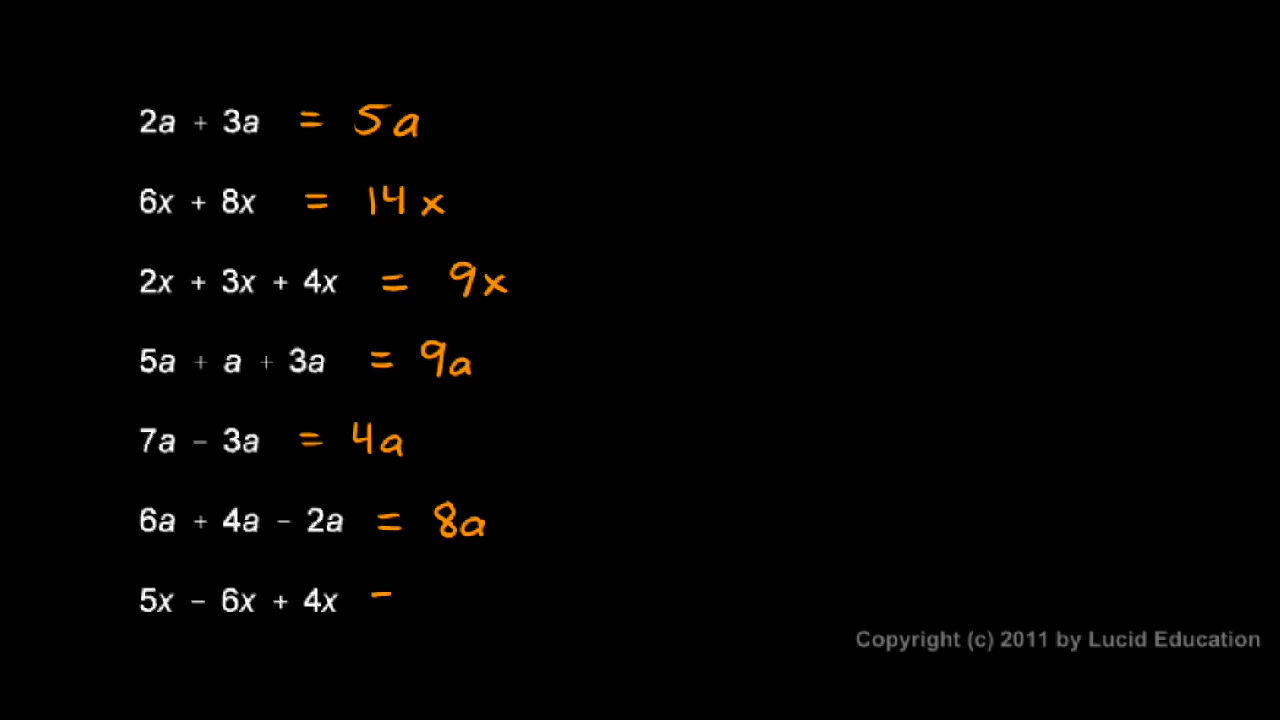 2a + 3a = 5a
6x + 8x = 14x
2x + 3x + 4x = 9x
5a + a + 3a = 9a
7a − 3a = 4a
6a + 4a − 2a = 8a
5x − 6x + 4x -
Copyright (c) 2011 by Lucid Education